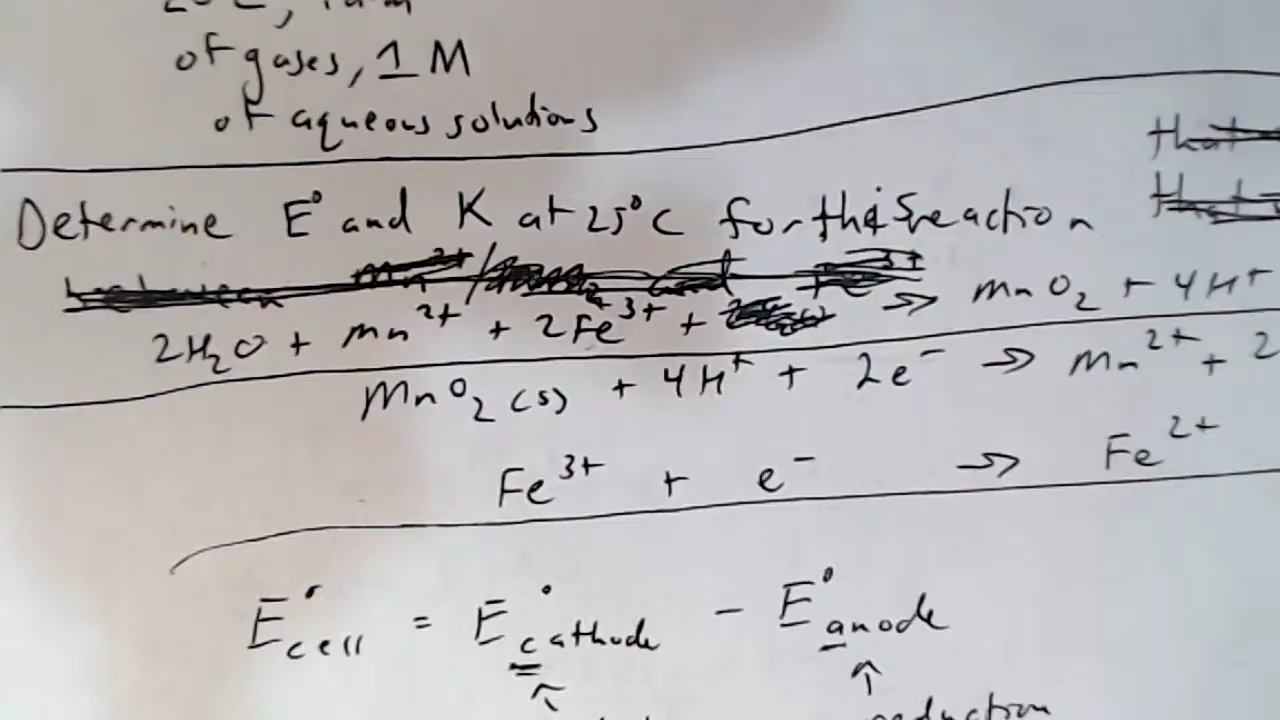 of gases, 1 M
of aqueous solutions
Determine E° and K at 25°C for this reaction
2H₂O + Mn²⁺ + 2Fe³⁺ + → MnO₂ + 4H⁺
MnO₂ (s) + 4H⁺ + 2e⁻ → Mn²⁺ + 2
Fe³⁺ + e⁻ → Fe²⁺
E°cell = E°cathode - E°anode
↑ ↑
reduction